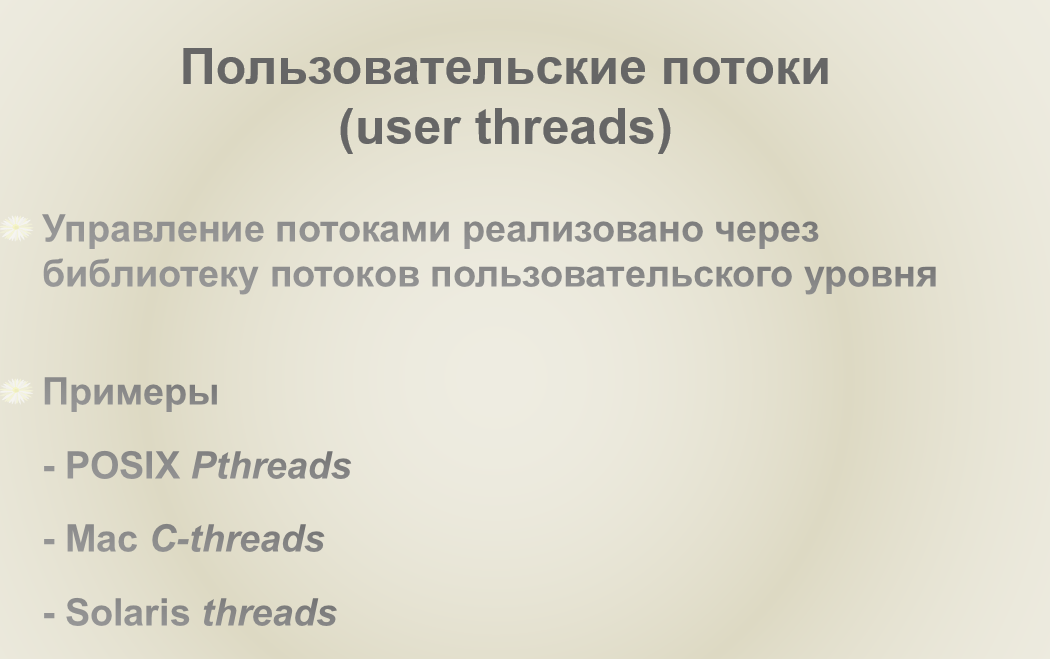 Пользовательские потоки
(user threads)
Управление потоками реализовано через
библиотеку потоков пользовательского уровня
Примеры
- POSIX Pthreads
- Mac C-threads
- Solaris threads